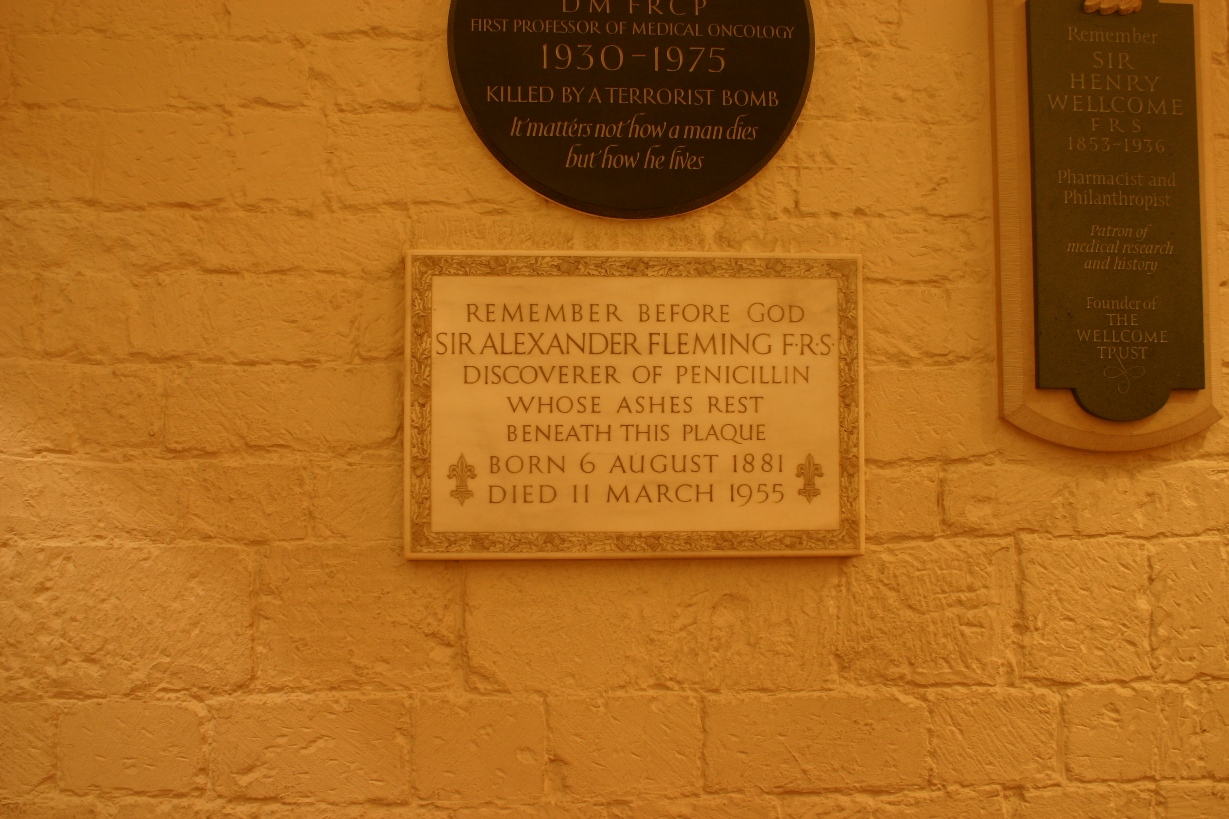 DM FRCP
FIRST PROFESSOR OF MEDICAL ONCOLOGY
1930-1975
KILLED BY A TERRORIST BOMB
It matters not how a man dies
but how he lives
REMEMBER BEFORE GOD
SIR ALEXANDER FLEMING F·R·S·
DISCOVERER OF PENICILLIN
WHOSE ASHES REST
BENEATH THIS PLAQUE
BORN 6 AUGUST 1881
DIED 11 MARCH 1955
Remember
SIR
HENRY
WELLCOME
FRS
1853-1936
Pharmacist and
Philanthropist
Patron of
medical research
and history
Founder of
THE
WELLCOME
TRUST